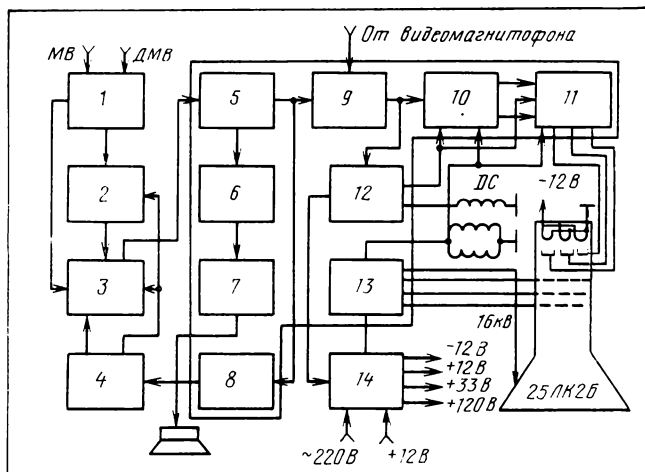 От видеомагнитофона
МВ ДМВ
1 5 9 10 11
2 6 12 ОС -12 В
3 7 13
16кВ
4 8 14
-12 В
+12 В
+33 В
+120 В
25ЛК2Б
~220 В +12 В